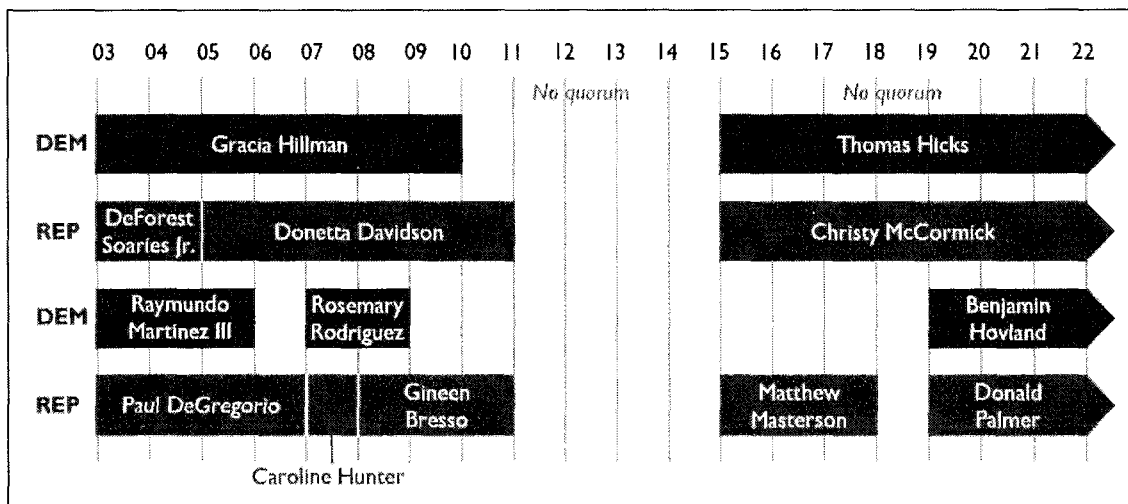 03 04 05 06 07 08 09 10 11 12 13 14 15 16 17 18 19 20 21 22
No quorum No quorum
DEM Gracia Hillman Thomas Hicks
REP DeForest
Soaries Jr. Donetta Davidson Christy McCormick
DEM Raymundo
Martinez III Rosemary
Rodriguez Benjamin
Hovland
REP Paul DeGregorio Gineen
Bresso Matthew
Masterson Donald
Palmer
Caroline Hunter